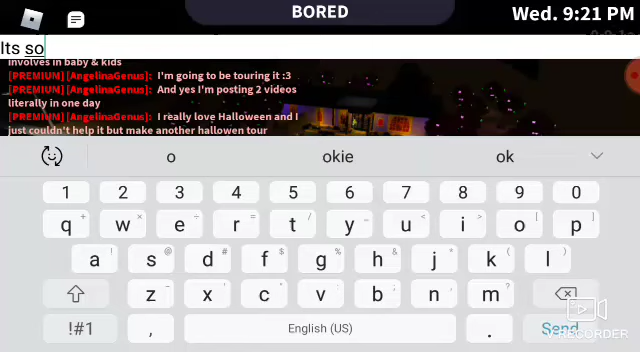 BORED
Wed. 9:21 PM
Its so
involves in baby & kids
[PREMIUM] [AngelinaGenus]: I'm going to be touring it :3
[PREMIUM] [AngelinaGenus]: And yes I'm posting 2 videos
literally in one day
[PREMIUM] [AngelinaGenus]: I really love Halloween and I
just couldn't help it but make another hallowen tour
o okie ok
1 2 3 4 5 6 7 8 9 0
q w e r t y u i o p
a s d f g h j k l
z x c v b n m
!#1 , English (US) . Send
V RECORDER